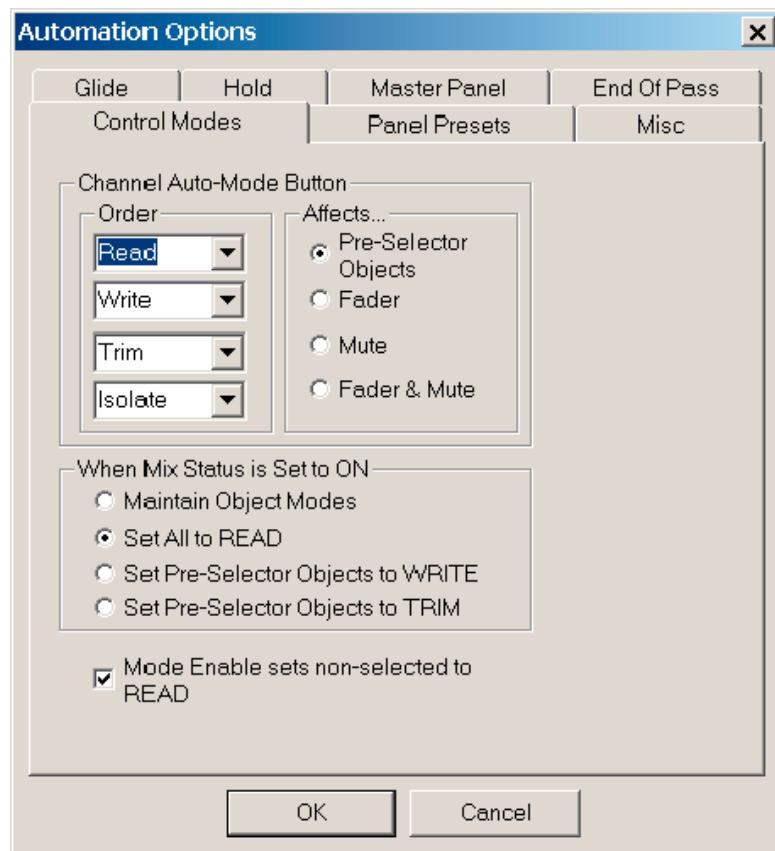 Automation Options
Glide Hold Master Panel End Of Pass
Control Modes Panel Presets Misc
Channel Auto-Mode Button
Order Affects...
Read
Pre-Selector
Objects
Write Fader
Trim Mute
Isolate Fader & Mute
When Mix Status is Set to ON
Maintain Object Modes
Set All to READ
Set Pre-Selector Objects to WRITE
Set Pre-Selector Objects to TRIM
Mode Enable sets non-selected to
READ
OK Cancel